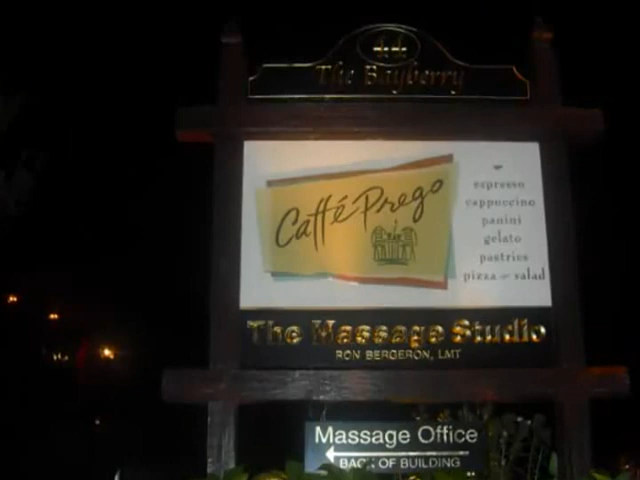 44
The Bayberry
Caffé Prego
espresso
cappuccino
panini
gelato
pastries
pizza or salad
The Massage Studio
RON BERGERON, LMT
Massage Office
BACK OF BUILDING